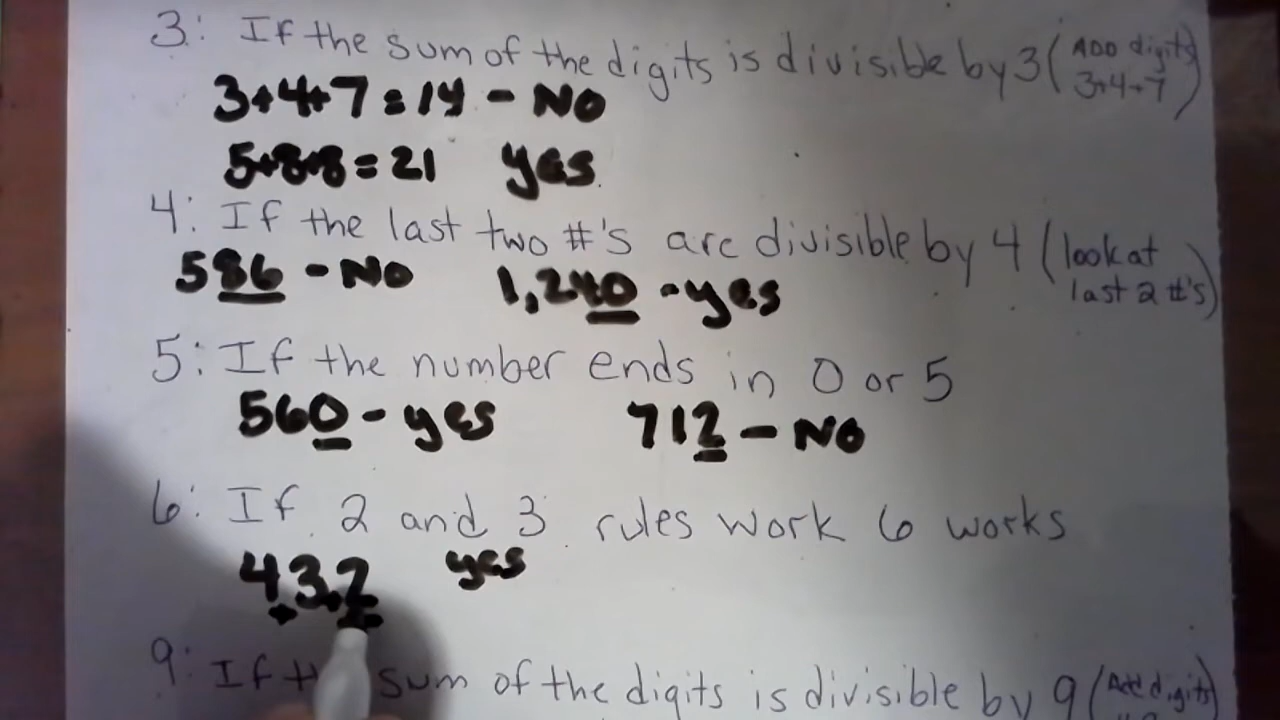 3: If the sum of the digits is divisible by 3 (ADD digits
3+4+7)
3+4+7=14 - NO
5+8+8=21 yes
4: If the last two #'s are divisible by 4 (look at
last 2 #'s)
586 - NO 1,240 - yes
5: If the number ends in 0 or 5
560 - yes 712 - NO
6: If 2 and 3 rules work 6 works
432 yes
9: If the sum of the digits is divisible by 9 (Add digits